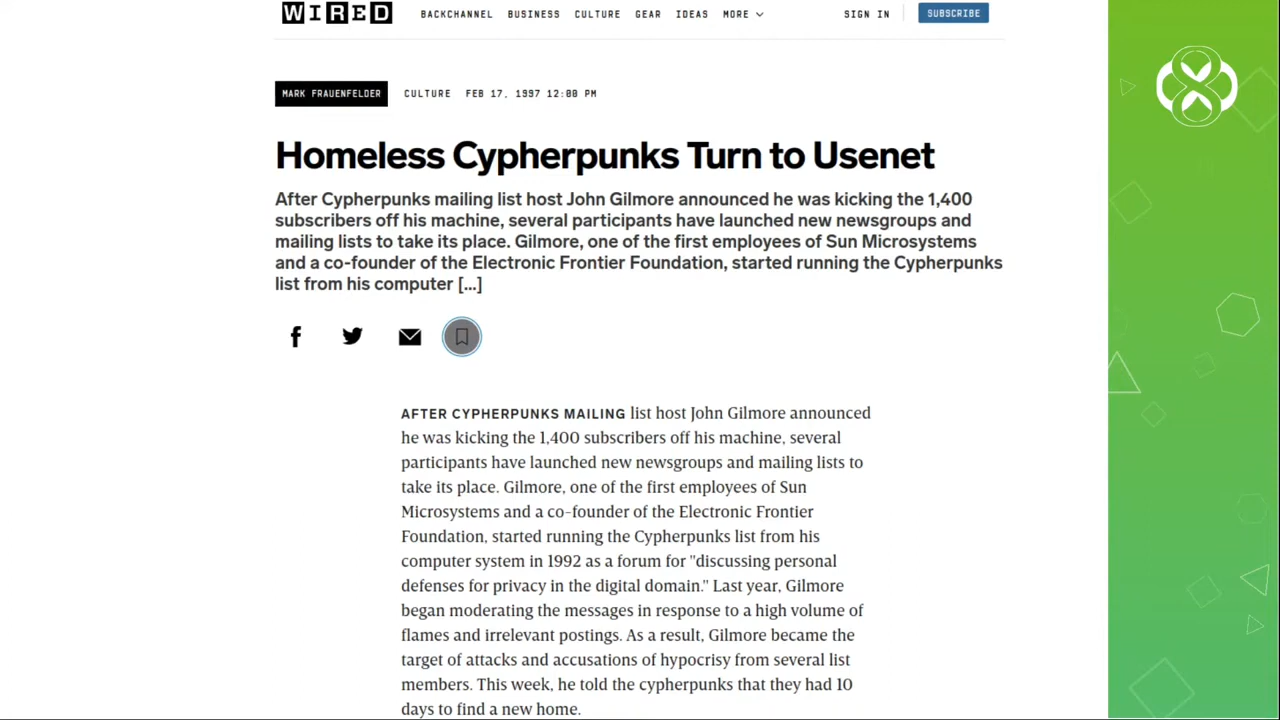 WIRED
BACKCHANNEL BUSINESS CULTURE GEAR IDEAS MORE
SIGN IN
SUBSCRIBE
MARK FRAUENFELDER CULTURE FEB 17, 1997 12:00 PM
Homeless Cypherpunks Turn to Usenet
After Cypherpunks mailing list host John Gilmore announced he was kicking the 1,400
subscribers off his machine, several participants have launched new newsgroups and
mailing lists to take its place. Gilmore, one of the first employees of Sun Microsystems
and a co-founder of the Electronic Frontier Foundation, started running the Cypherpunks
list from his computer [...]
AFTER CYPHERPUNKS MAILING list host John Gilmore announced
he was kicking the 1,400 subscribers off his machine, several
participants have launched new newsgroups and mailing lists to
take its place. Gilmore, one of the first employees of Sun
Microsystems and a co-founder of the Electronic Frontier
Foundation, started running the Cypherpunks list from his
computer system in 1992 as a forum for "discussing personal
defenses for privacy in the digital domain." Last year, Gilmore
began moderating the messages in response to a high volume of
flames and irrelevant postings. As a result, Gilmore became the
target of attacks and accusations of hypocrisy from several list
members. This week, he told the cypherpunks that they had 10
days to find a new home.